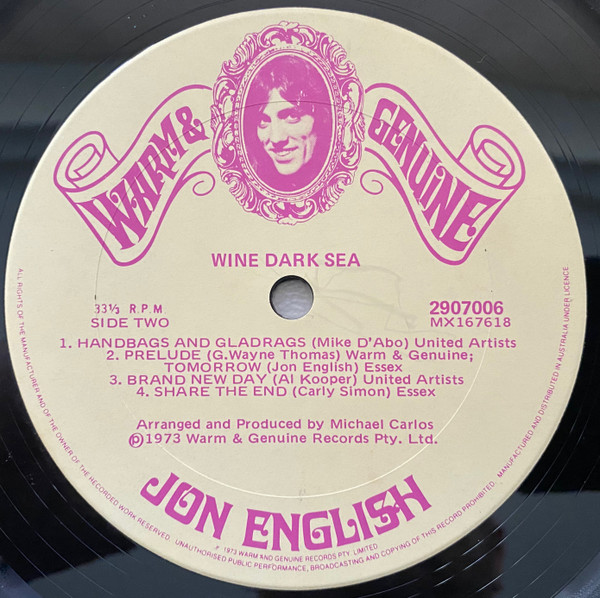 WARM & GENUINE
WINE DARK SEA
33⅓ R.P.M.
SIDE TWO
2907006
MX167618
1. HANDBAGS AND GLADRAGS (Mike D'Abo) United Artists
2. PRELUDE (G.Wayne Thomas) Warm & Genuine;
TOMORROW (Jon English) Essex
3. BRAND NEW DAY (Al Kooper) United Artists
4. SHARE THE END (Carly Simon) Essex
Arranged and Produced by Michael Carlos
℗1973 Warm & Genuine Records Pty. Ltd.
JON ENGLISH
℗ 1973 WARM AND GENUINE RECORDS PTY. LIMITED.
ALL RIGHTS OF THE MANUFACTURER AND OF THE OWNER OF THE RECORDED WORK RESERVED. UNAUTHORISED PUBLIC PERFORMANCE, BROADCASTING AND COPYING OF THIS RECORD PROHIBITED. MANUFACTURED AND DISTRIBUTED IN AUSTRALIA UNDER LICENCE.